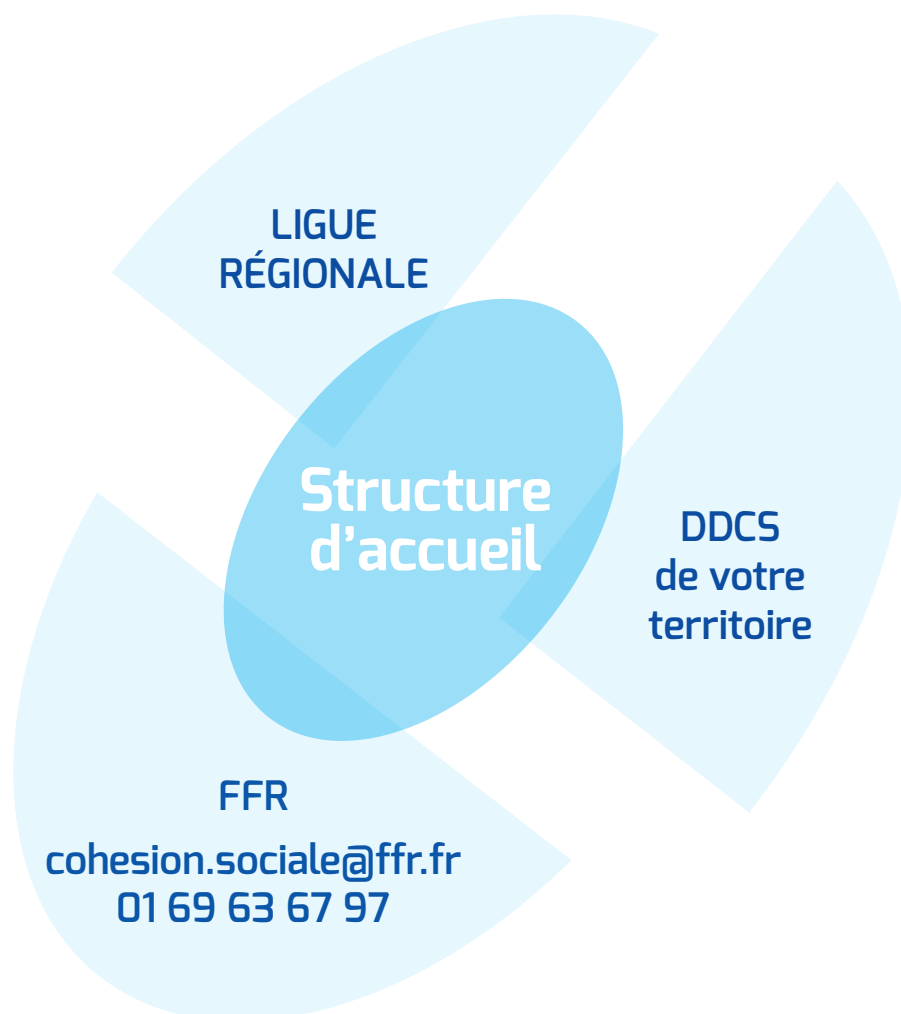 LIGUE
RÉGIONALE
Structure
d’accueil
DDCS
de votre
territoire
FFR
cohesion.sociale@ffr.fr
01 69 63 67 97